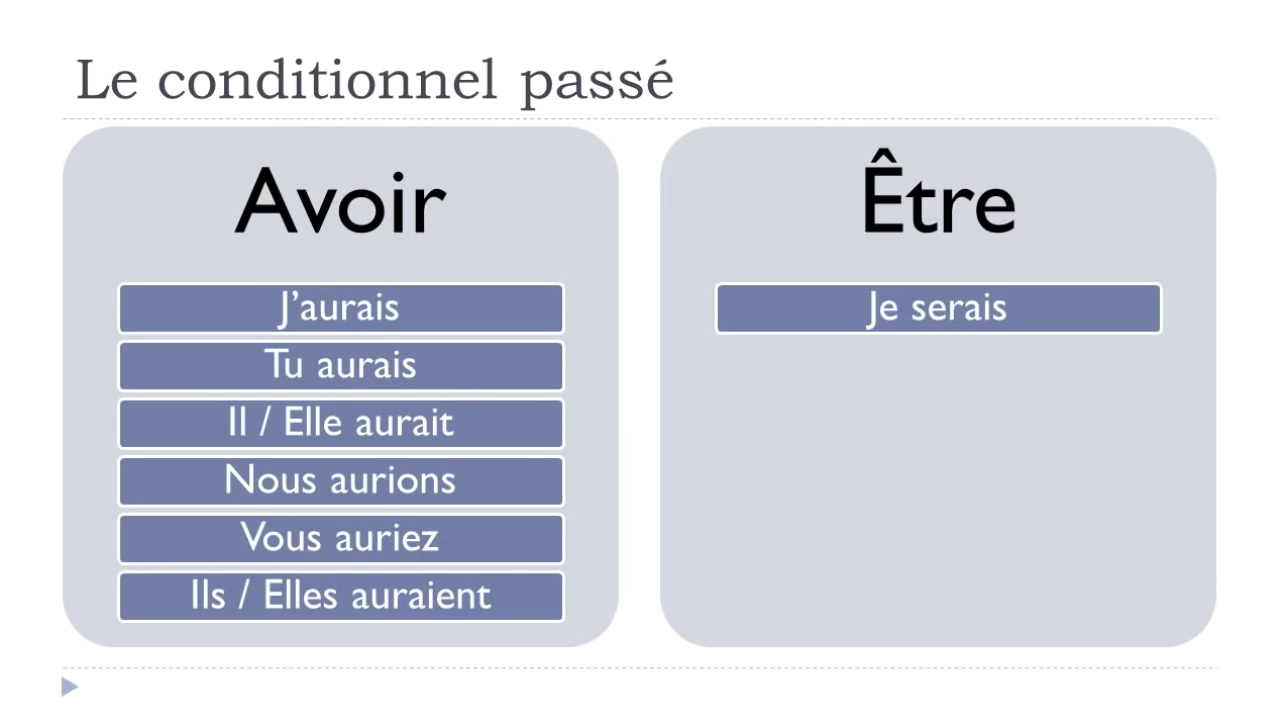 Le conditionnel passé
Avoir
J’aurais
Tu aurais
Il / Elle aurait
Nous aurions
Vous auriez
Ils / Elles auraient
Être
Je serais